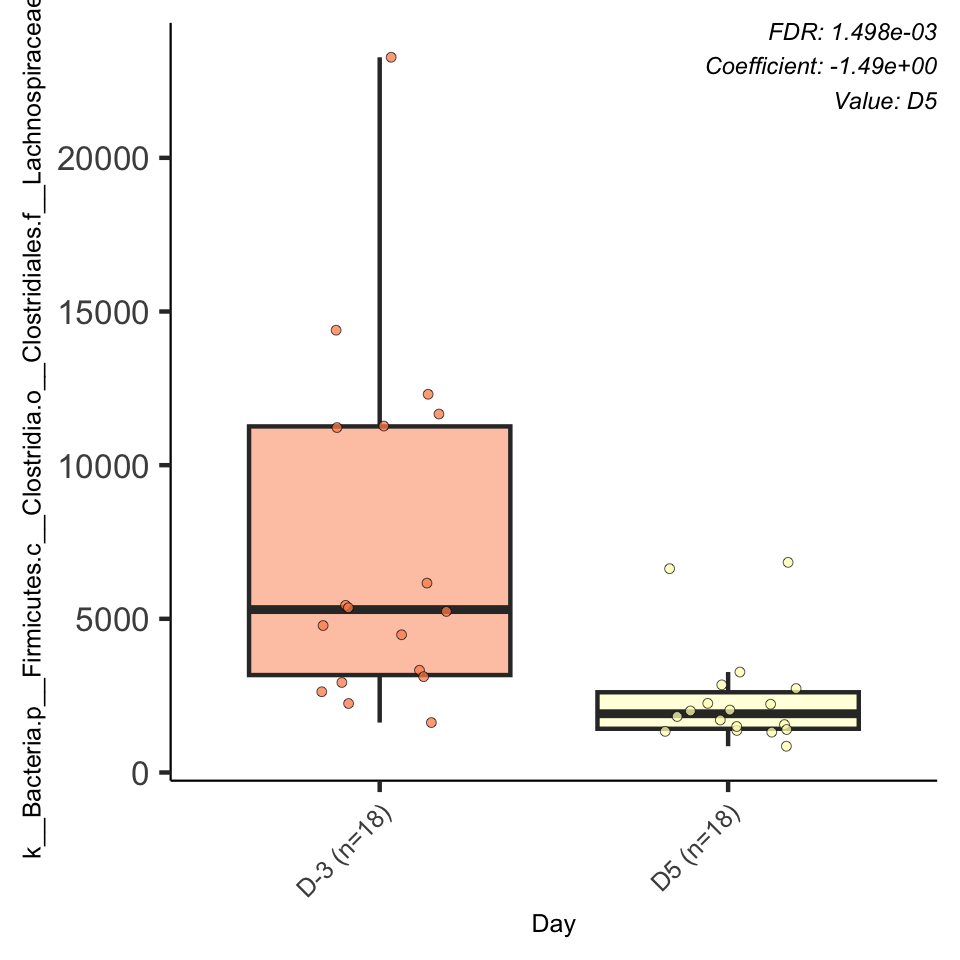 FDR: 1.498e-03
Coefficient: -1.49e+00
Value: D5
k__Bacteria.p__Firmicutes.c__Clostridia.o__Clostridiales.f__Lachnospiraceae
20000
15000
10000
5000
0
D-3 (n=18)
D5 (n=18)
Day